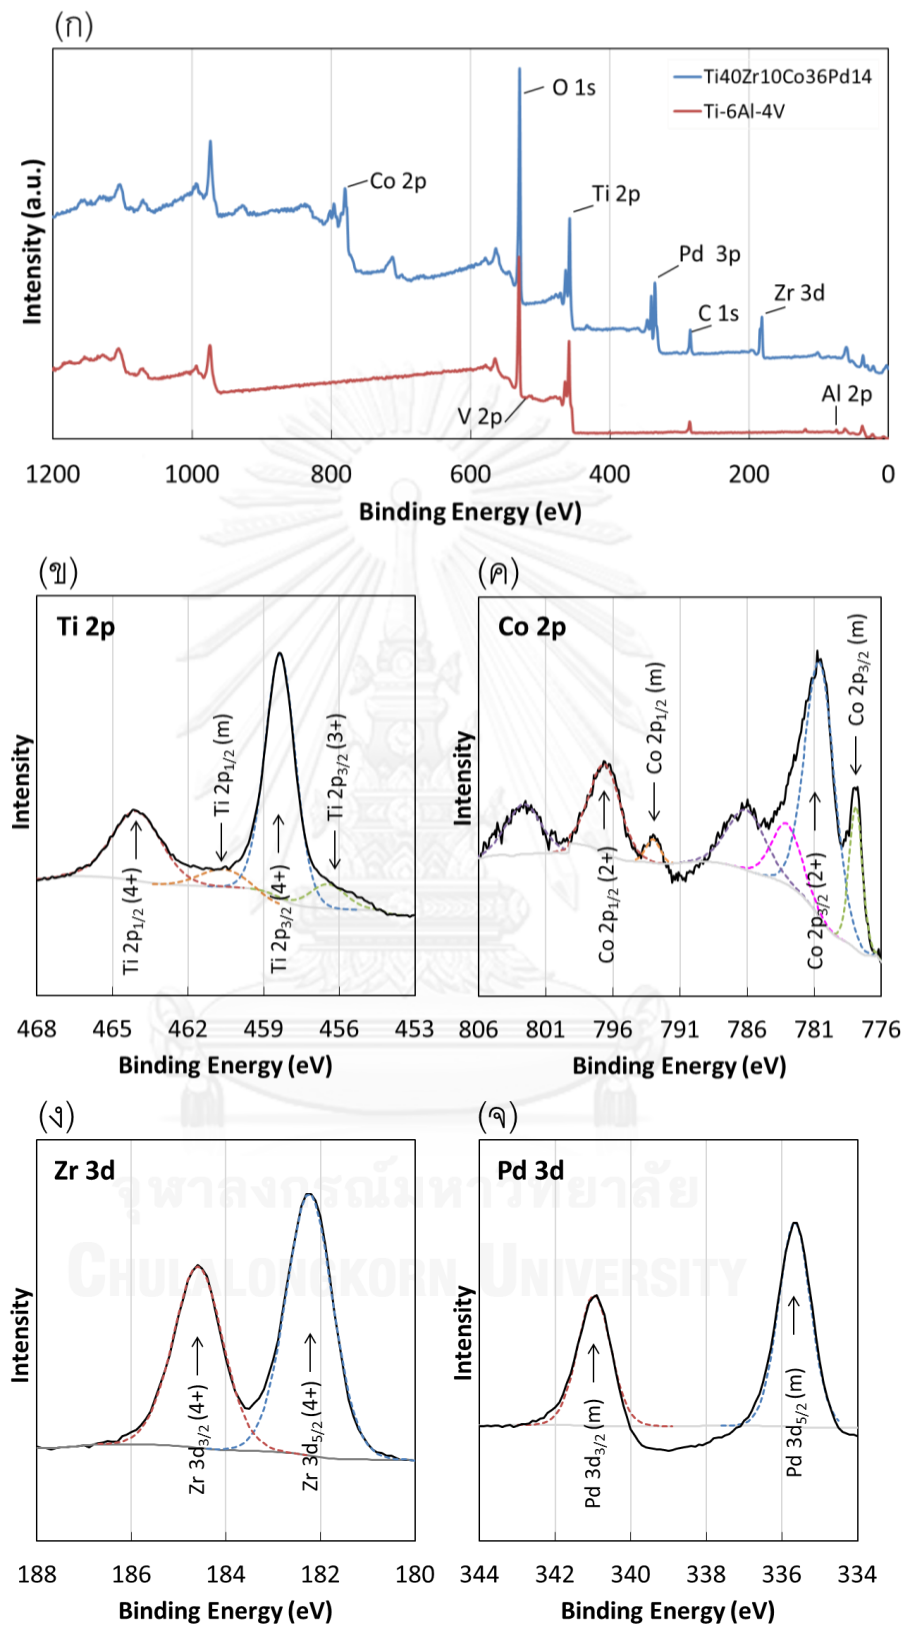 (ก)
Intensity (a.u.)
Ti40Zr10Co36Pd14
Ti-6Al-4V
O 1s
Co 2p
Ti 2p
Pd 3p
C 1s
Zr 3d
V 2p
Al 2p
1200 1000 800 600 400 200 0
Binding Energy (eV)
(ข)
Ti 2p
Intensity
Ti 2p1/2 (4+)
Ti 2p1/2 (m)
Ti 2p3/2 (4+)
Ti 2p3/2 (3+)
468 465 462 459 456 453
Binding Energy (eV)
(ค)
Co 2p
Intensity
Co 2p1/2 (2+)
Co 2p1/2 (m)
Co 2p3/2 (2+)
Co 2p3/2 (m)
806 801 796 791 786 781 776
Binding Energy (eV)
(ง)
Zr 3d
Intensity
Zr 3d3/2 (4+)
Zr 3d5/2 (4+)
188 186 184 182 180
Binding Energy (eV)
(จ)
Pd 3d
Intensity
Pd 3d3/2 (m)
Pd 3d5/2 (m)
344 342 340 338 336 334
Binding Energy (eV)
จุฬาลงกรณ์มหาวิทยาลัย
CHULALONGKORN UNIVERSITY